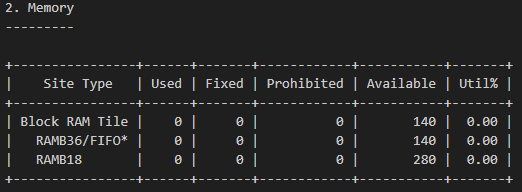 2. Memory
---------
+----------------+------+-------+------------+-----------+-------+
|    Site Type   | Used | Fixed | Prohibited | Available | Util% |
+----------------+------+-------+------------+-----------+-------+
| Block RAM Tile |    0 |     0 |          0 |       140 |  0.00 |
|   RAMB36/FIFO* |    0 |     0 |          0 |       140 |  0.00 |
|   RAMB18       |    0 |     0 |          0 |       280 |  0.00 |
+----------------+------+-------+------------+-----------+-------+